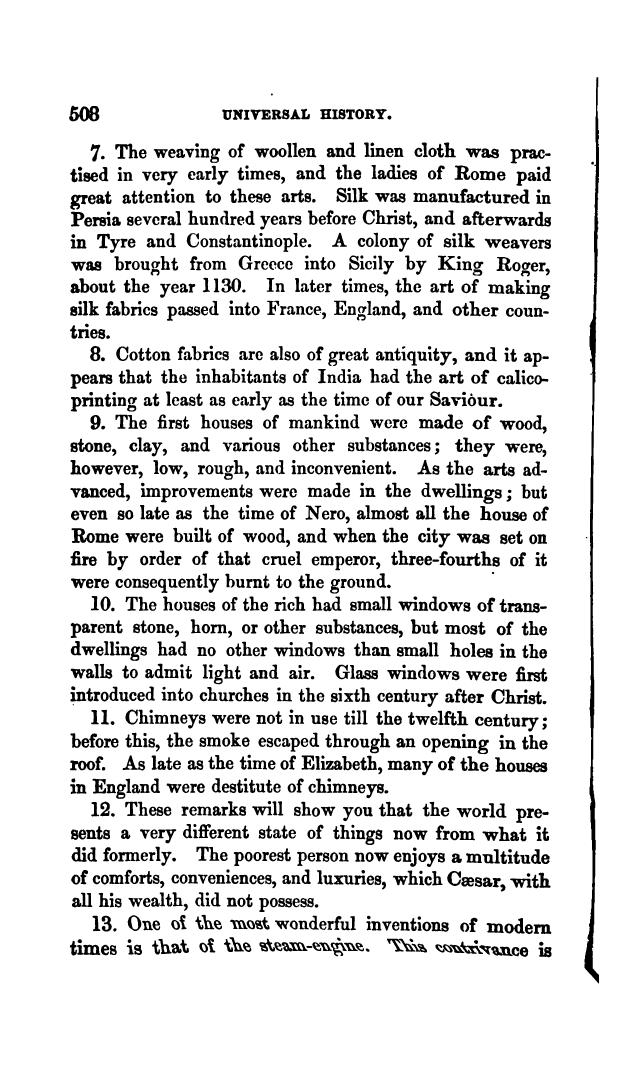 508 UNIVERSAL HISTORY.
7. The weaving of woollen and linen cloth was prac-
tised in very early times, and the ladies of Rome paid
great attention to these arts. Silk was manufactured in
Persia several hundred years before Christ, and afterwards
in Tyre and Constantinople. A colony of silk weavers
was brought from Greece into Sicily by King Roger,
about the year 1130. In later times, the art of making
silk fabrics passed into France, England, and other coun-
tries.
8. Cotton fabrics are also of great antiquity, and it ap-
pears that the inhabitants of India had the art of calico-
printing at least as early as the time of our Saviour.
9. The first houses of mankind were made of wood,
stone, clay, and various other substances; they were,
however, low, rough, and inconvenient. As the arts ad-
vanced, improvements were made in the dwellings; but
even so late as the time of Nero, almost all the house of
Rome were built of wood, and when the city was set on
fire by order of that cruel emperor, three-fourths of it
were consequently burnt to the ground.
10. The houses of the rich had small windows of trans-
parent stone, horn, or other substances, but most of the
dwellings had no other windows than small holes in the
walls to admit light and air. Glass windows were first
introduced into churches in the sixth century after Christ.
11. Chimneys were not in use till the twelfth century;
before this, the smoke escaped through an opening in the
roof. As late as the time of Elizabeth, many of the houses
in England were destitute of chimneys.
12. These remarks will show you that the world pre-
sents a very different state of things now from what it
did formerly. The poorest person now enjoys a multitude
of comforts, conveniences, and luxuries, which Cæsar, with
all his wealth, did not possess.
13. One of the most wonderful inventions of modern
times is that of the steam-engine. This contrivance is